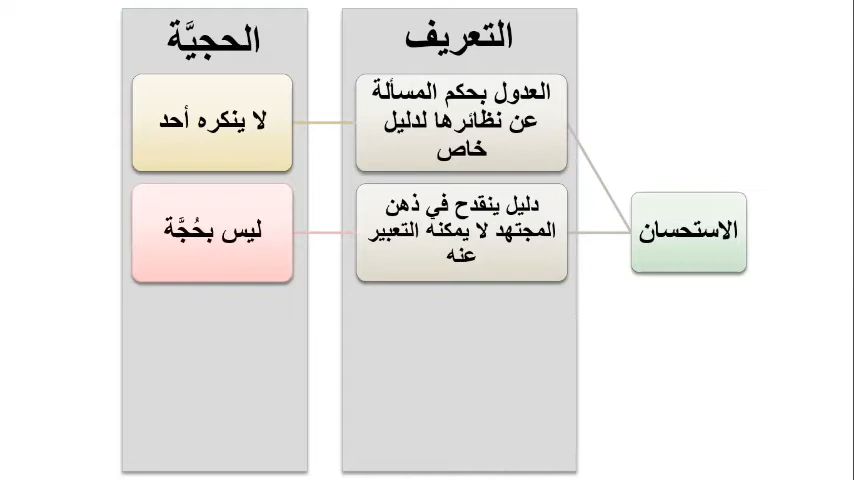 الاستحسان
التعريف
العدول بحكم المسألة
عن نظائرها لدليل
خاص
دليل ينقدح في ذهن
المجتهد لا يمكنه التعبير
عنه
الحجيَّة
لا ينكره أحد
ليس بحُجَّة